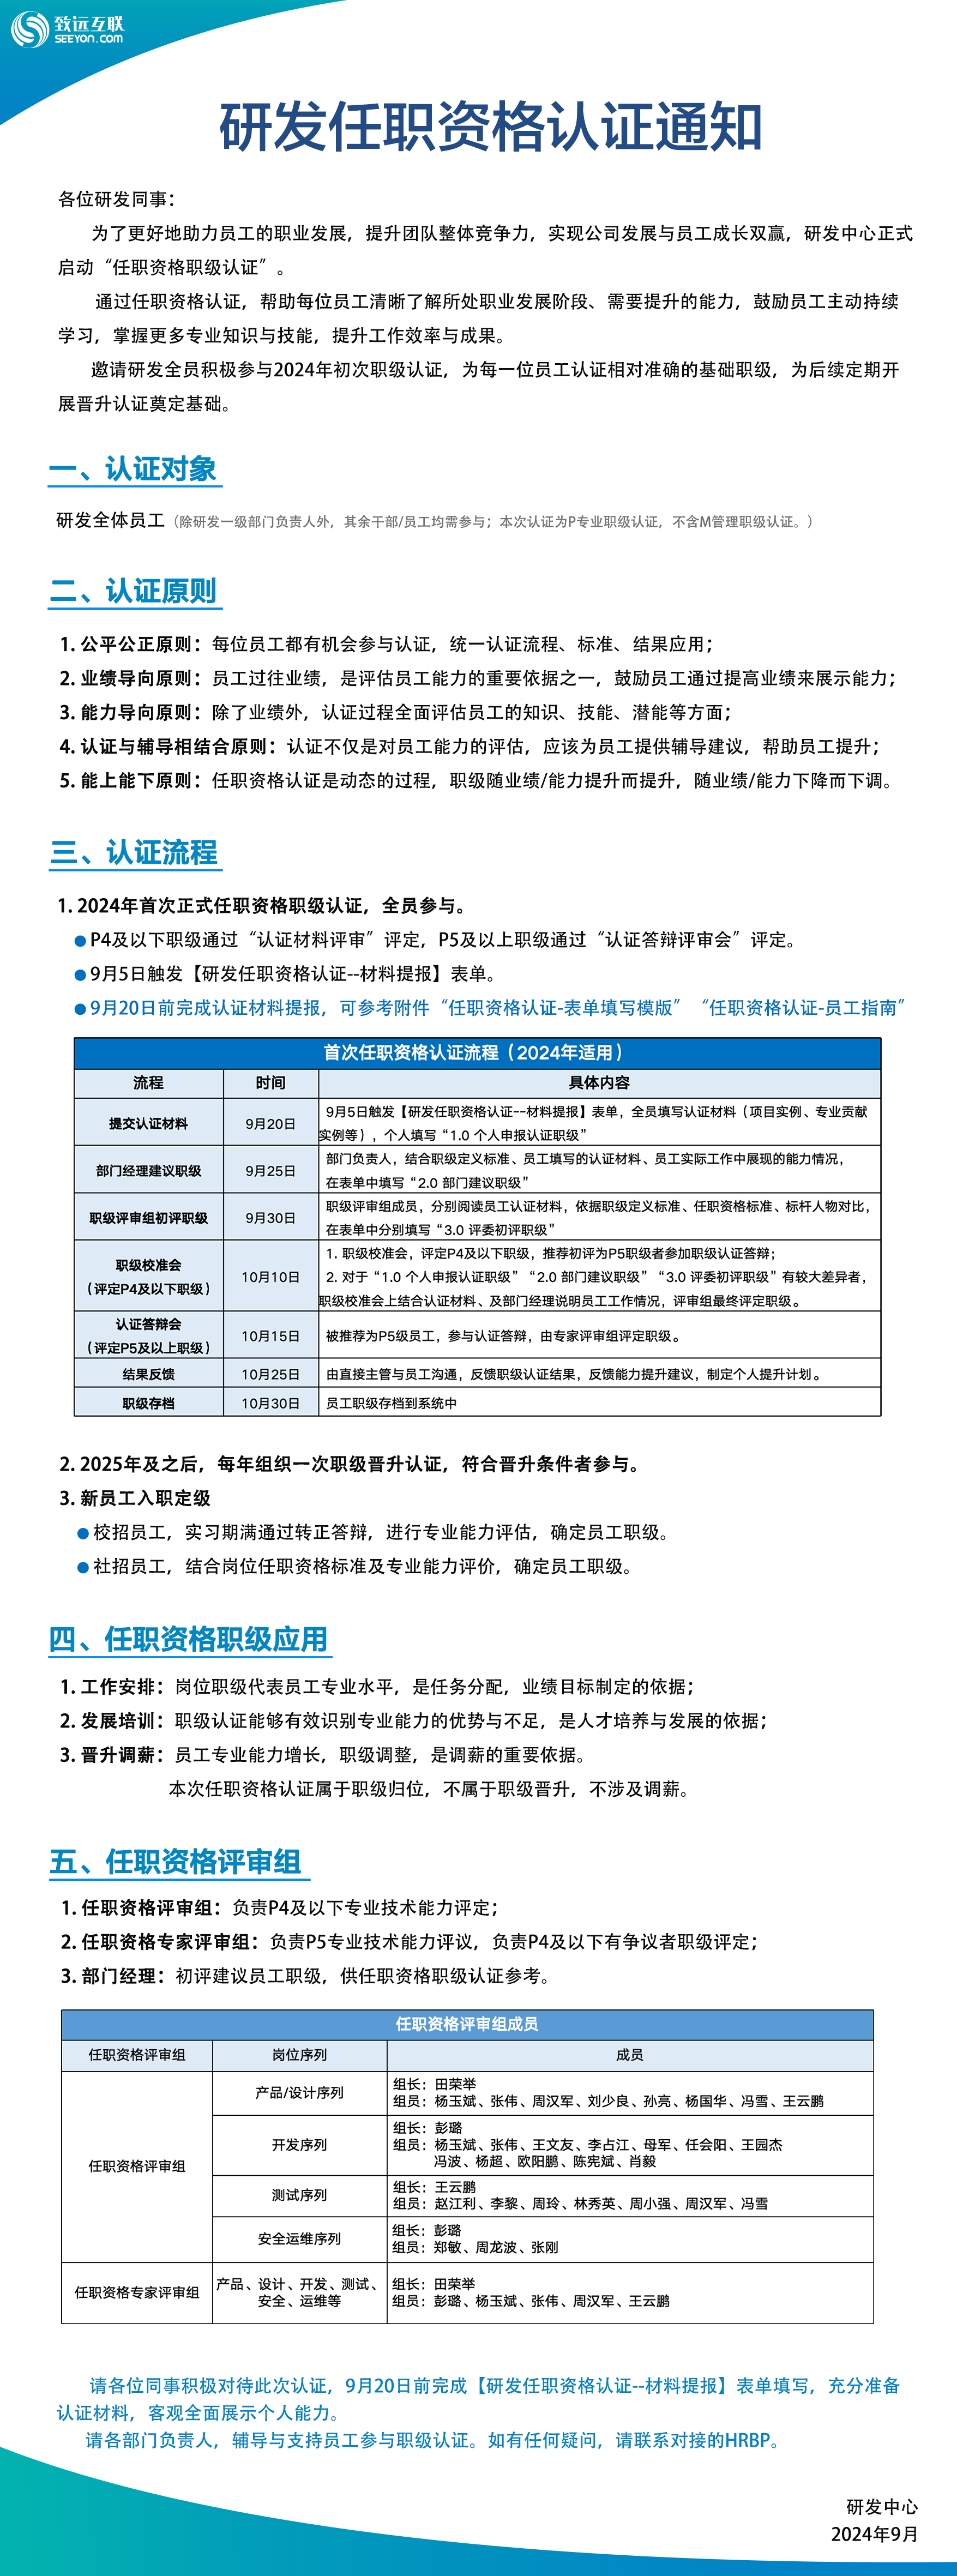 致远互联
SEEYON.COM
研发任职资格认证通知
各位研发同事：
为了更好地助力员工的职业发展，提升团队整体竞争力，实现公司发展与员工成长双赢，研发中心正式
启动“任职资格职级认证”。
通过任职资格认证，帮助每位员工清晰了解所处职业发展阶段、需要提升的能力，鼓励员工主动持续
学习，掌握更多专业知识与技能，提升工作效率与成果。
邀请研发全员积极参与2024年初次职级认证，为每一位员工认证相对准确的基础职级，为后续定期开
展晋升认证奠定基础。
一、认证对象
研发全体员工（除研发一级部门负责人外，其余干部/员工均需参与；本次认证为P专业职级认证，不含M管理职级认证。）
二、认证原则
1. 公平公正原则：每位员工都有机会参与认证，统一认证流程、标准、结果应用；
2. 业绩导向原则：员工过往业绩，是评估员工能力的重要依据之一，鼓励员工通过提高业绩来展示能力；
3. 能力导向原则：除了业绩外，认证过程全面评估员工的知识、技能、潜能等方面；
4. 认证与辅导相结合原则：认证不仅是对员工能力的评估，应该为员工提供辅导建议，帮助员工提升；
5. 能上能下原则：任职资格认证是动态的过程，职级随业绩/能力提升而提升，随业绩/能力下降而下调。
三、认证流程
1. 2024年首次正式任职资格职级认证，全员参与。
●P4及以下职级通过“认证材料评审”评定，P5及以上职级通过“认证答辩评审会”评定。
●9月5日触发【研发任职资格认证--材料提报】表单。
●9月20日前完成认证材料提报，可参考附件“任职资格认证-表单填写模版” “任职资格认证-员工指南”
首次任职资格认证流程（2024年适用）
流程 时间 具体内容
提交认证材料 9月20日 9月5日触发【研发任职资格认证--材料提报】表单，全员填写认证材料（项目实例、专业贡献
实例等），个人填写“1.0 个人申报认证职级”
部门经理建议职级 9月25日 部门负责人，结合职级定义标准、员工填写的认证材料、员工实际工作中展现的能力情况，
在表单中填写“2.0 部门建议职级”
职级评审组初评职级 9月30日 职级评审组成员，分别阅读员工认证材料，依据职级定义标准、任职资格标准、标杆人物对比，
在表单中分别填写“3.0 评委初评职级”
职级校准会
（评定P4及以下职级） 10月10日 1. 职级校准会，评定P4及以下职级，推荐初评为P5职级者参加职级认证答辩；
2. 对于“1.0 个人申报认证职级” “2.0 部门建议职级” “3.0 评委初评职级”有较大差异者，
职级校准会上结合认证材料、及部门经理说明员工工作情况，评审组最终评定职级。
认证答辩会
（评定P5及以上职级） 10月15日 被推荐为P5级员工，参与认证答辩，由专家评审组评定职级。
结果反馈 10月25日 由直接主管与员工沟通，反馈职级认证结果，反馈能力提升建议，制定个人提升计划。
职级存档 10月30日 员工职级存档到系统中
2. 2025年及之后，每年组织一次职级晋升认证，符合晋升条件者参与。
3. 新员工入职定级
●校招员工，实习期满通过转正答辩，进行专业能力评估，确定员工职级。
●社招员工，结合岗位任职资格标准及专业能力评价，确定员工职级。
四、任职资格职级应用
1. 工作安排：岗位职级代表员工专业水平，是任务分配，业绩目标制定的依据；
2. 发展培训：职级认证能够有效识别专业能力的优势与不足，是人才培养与发展的依据；
3. 晋升调薪：员工专业能力增长，职级调整，是调薪的重要依据。
本次任职资格认证属于职级归位，不属于职级晋升，不涉及调薪。
五、任职资格评审组
1. 任职资格评审组：负责P4及以下专业技术能力评定；
2. 任职资格专家评审组：负责P5专业技术能力评议，负责P4及以下有争议者职级评定；
3. 部门经理：初评建议员工职级，供任职资格职级认证参考。
任职资格评审组成员
任职资格评审组 岗位序列 成员
任职资格评审组 产品/设计序列 组长：田荣举
组员：杨玉斌、张伟、周汉军、刘少良、孙亮、杨国华、冯雪、王云鹏
开发序列 组长：彭璐
组员：杨玉斌、张伟、王文友、李占江、母军、任会阳、王园杰
冯波、杨超、欧阳鹏、陈宪斌、肖毅
测试序列 组长：王云鹏
组员：赵江利、李黎、周玲、林秀英、周小强、周汉军、冯雪
安全运维序列 组长：彭璐
组员：郑敏、周龙波、张刚
任职资格专家评审组 产品、设计、开发、测试、
安全、运维等 组长：田荣举
组员：彭璐、杨玉斌、张伟、周汉军、王云鹏
请各位同事积极对待此次认证，9月20日前完成【研发任职资格认证--材料提报】表单填写，充分准备
认证材料，客观全面展示个人能力。
请各部门负责人，辅导与支持员工参与职级认证。如有任何疑问，请联系对接的HRBP。
研发中心
2024年9月